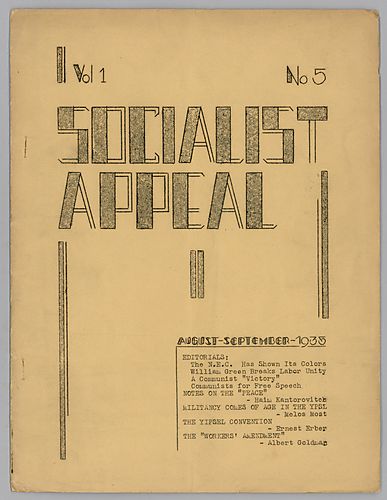 Vol 1 No 5
SOCIALIST
APPEAL
AUGUST-SEPTEMBER-1935
EDITORIALS:
The N.E.C. Has Shown Its Colors
William Green Breaks Labor Unity
A Communist "Victory"
Communists for Free Speech
NOTES ON THE "PEACE"
- Haim Kantorovitch
MILITANCY COMES OF AGE IN THE YPSL
- Melos Most
THE YIPSEL CONVENTION
- Ernest Erber
THE "WORKERS' AMENDMENT"
- Albert Goldman